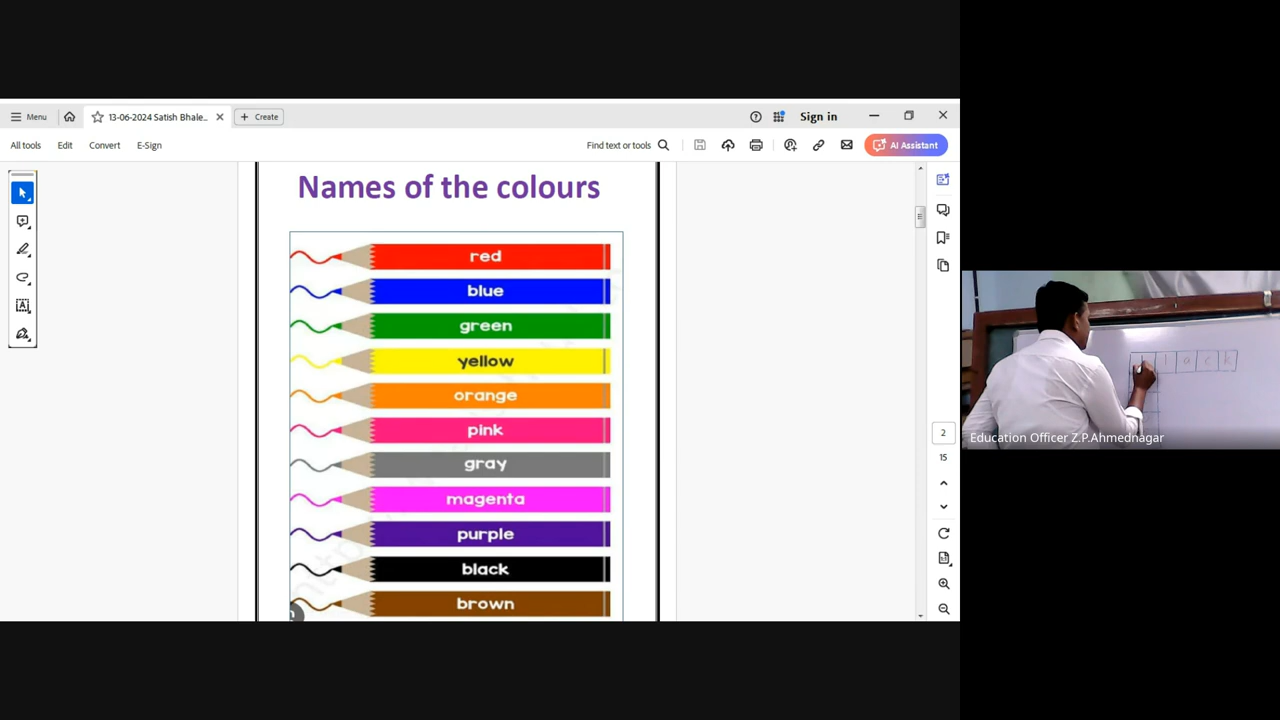 Menu
13-06-2024 Satish Bhale...
Create
Sign in
All tools
Edit
Convert
E-Sign
Find text or tools
AI Assistant
Names of the colours
red
blue
green
yellow
orange
pink
gray
magenta
purple
black
brown
2
15
l a c k
Education Officer Z.P.Ahmednagar